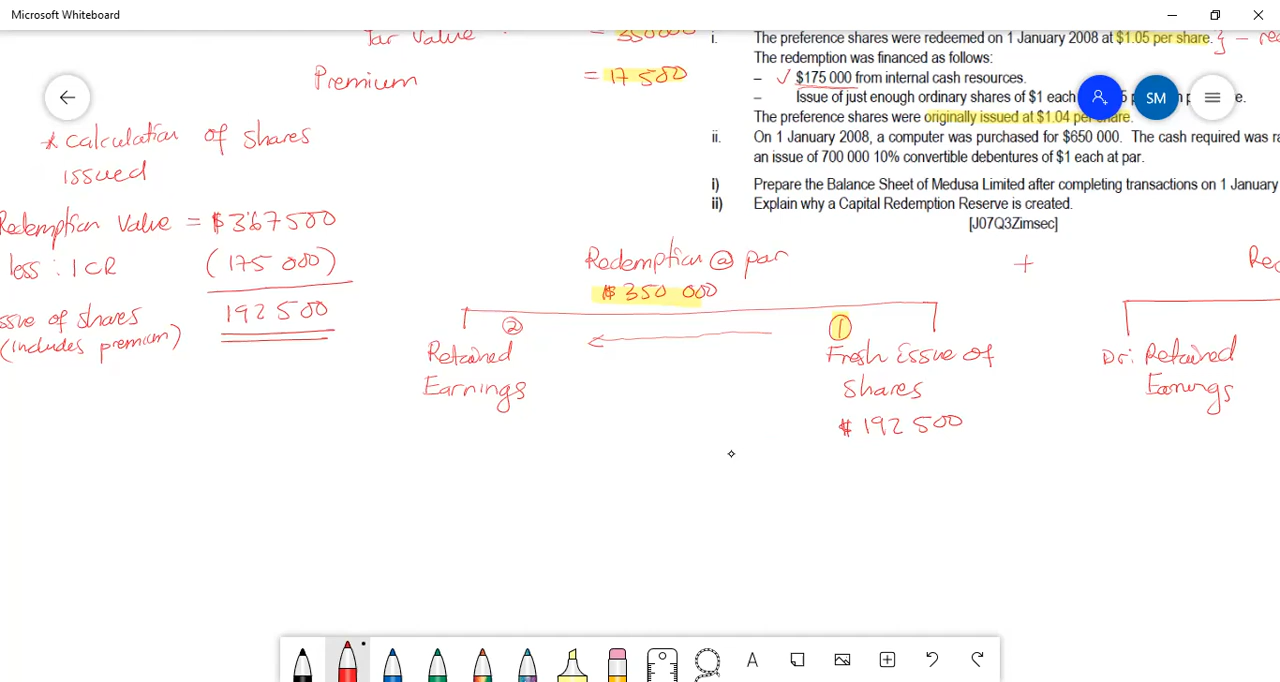 Microsoft Whiteboard
Par Value = 350000
Premium = 17 500
i. The preference shares were redeemed on 1 January 2008 at $1.05 per share.
The redemption was financed as follows:
– ✓ $175 000 from internal cash resources.
– Issue of just enough ordinary shares of $1 each
The preference shares were originally issued at $1.04 per share.
SM
ii. On 1 January 2008, a computer was purchased for $650 000. The cash required was ra
an issue of 700 000 10% convertible debentures of $1 each at par.
i) Prepare the Balance Sheet of Medusa Limited after completing transactions on 1 January
ii) Explain why a Capital Redemption Reserve is created.
[J07Q3Zimsec]
* Calculation of shares
issued
Redemption Value = $367500
less : ICR (175 000)
Issue of shares 192 500
(includes premium)
Redemption @ par +
$350 000
② ①
Retained
Earnings
Fresh Issue of
Shares
$192 500
Dr: Retained
Earnings
A